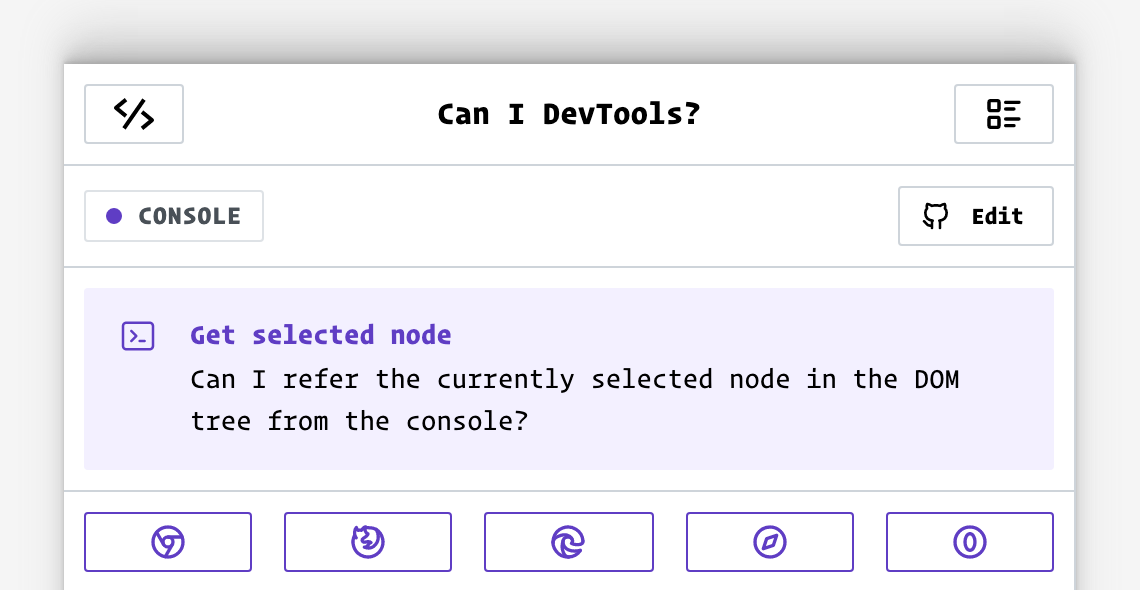 Can I DevTools?
CONSOLE
Edit
Get selected node
Can I refer the currently selected node in the DOM
tree from the console?